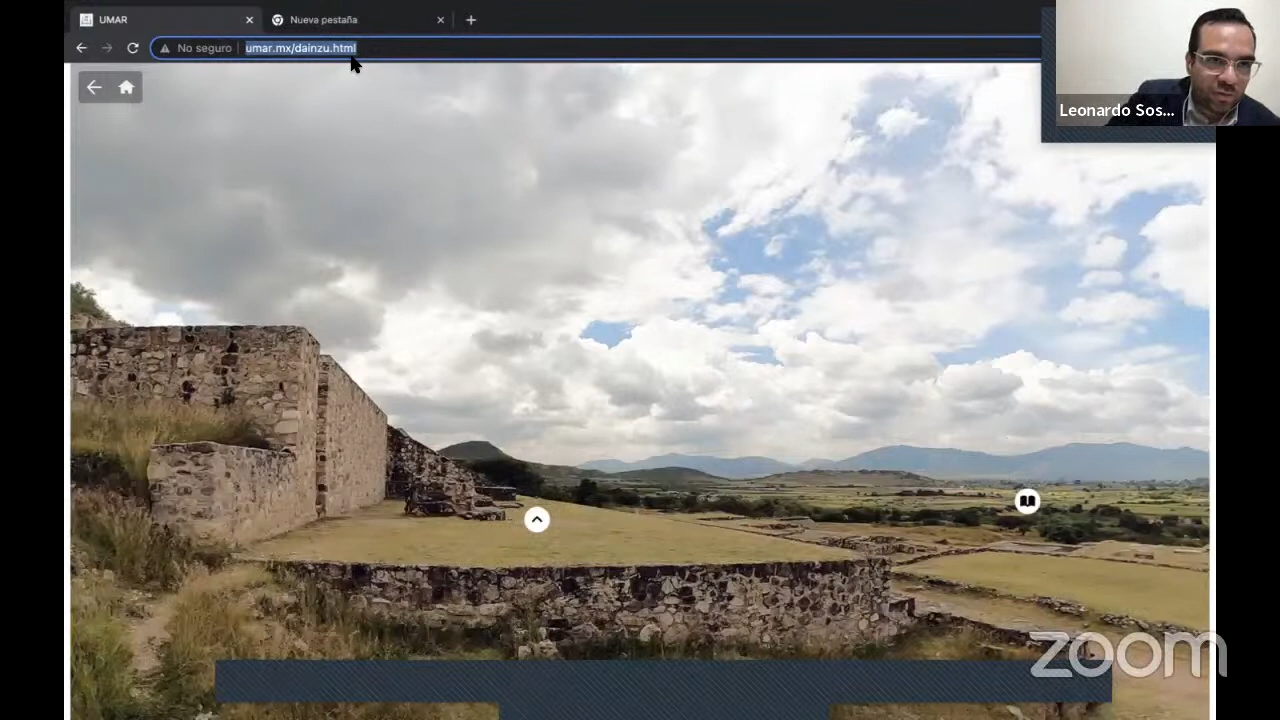 UMAR
Nueva pestaña
No seguro
umar.mx/dainzu.html
Leonardo Sos...
zoom